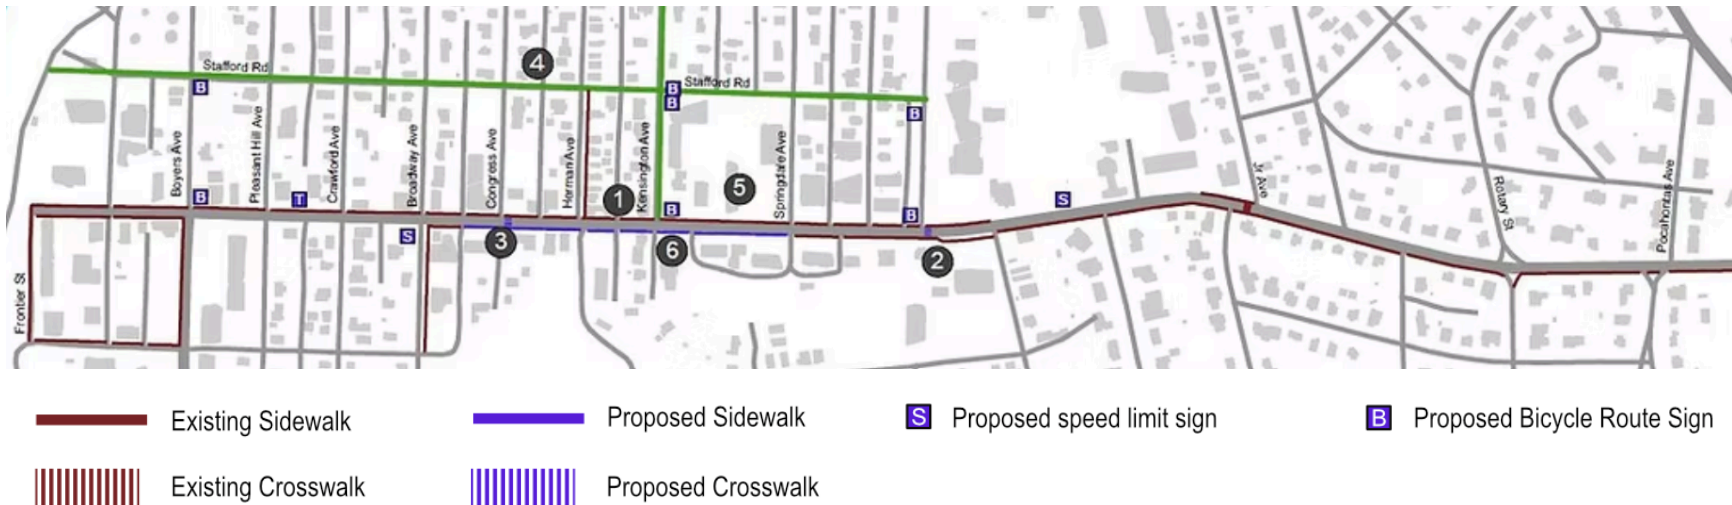 4
Stafford Rd
Stafford Rd
B
B
B
B
Boyers Ave
Pleasant Hill Ave
Crawford Ave
Broadway Ave
Congress Ave
Herman Ave
Kensington Ave
Springdale Ave
Jr Ave
Rotary St
Pocahontas Ave
B
T
1
5
S
B
B
S
3
6
2
Frontier St
Existing Sidewalk
Proposed Sidewalk
S Proposed speed limit sign
B Proposed Bicycle Route Sign
Existing Crosswalk
Proposed Crosswalk